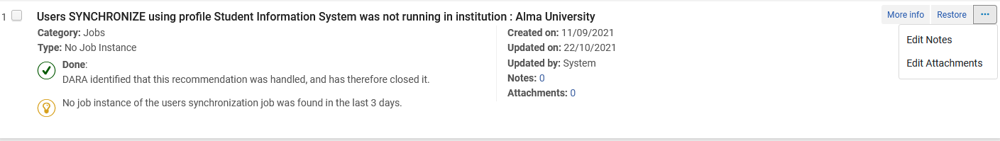 1 Users SYNCHRONIZE using profile Student Information System was not running in institution : Alma University
More info Restore ···
Category: Jobs
Type: No Job Instance
Done:
DARA identified that this recommendation was handled, and has therefore closed it.
No job instance of the users synchronization job was found in the last 3 days.
Created on: 11/09/2021
Updated on: 22/10/2021
Updated by: System
Notes: 0
Attachments: 0
Edit Notes
Edit Attachments